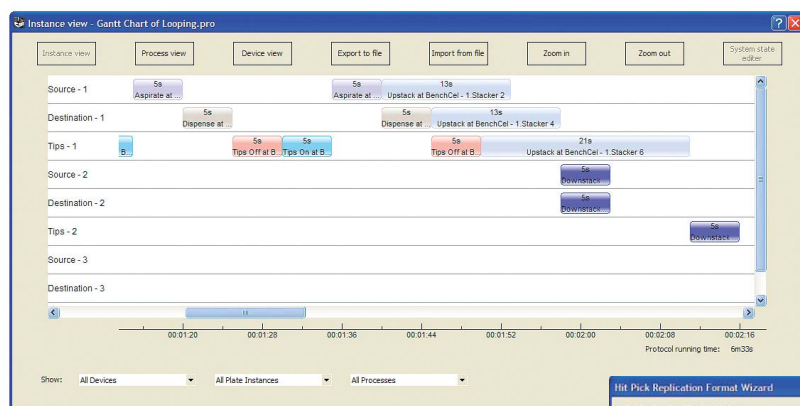 Instance view - Gantt Chart of Looping.pro
Instance view Process view Device view Export to file Import from file Zoom in Zoom out System state editer
Source - 1
5s
Aspirate at ...
5s
Aspirate at ...
13s
Upstack at BenchCel - 1.Stacker 2
Destination - 1
5s
Dispense at ...
5s
Dispense at ...
13s
Upstack at BenchCel - 1.Stacker 4
Tips - 1
B...
5s
Tips Off at B...
5s
Tips On at B...
5s
Tips Off at B...
21s
Upstack at BenchCel - 1.Stacker 6
Source - 2
5s
Downstack...
Destination - 2
5s
Downstack...
Tips - 2
5s
Downstack...
Source - 3
Destination - 3
00:01:20 00:01:28 00:01:36 00:01:44 00:01:52 00:02:00 00:02:08 00:02:16
Protocol running time: 6m33s
Show: All Devices All Plate Instances All Processes
Hit Pick Replication Format Wizard